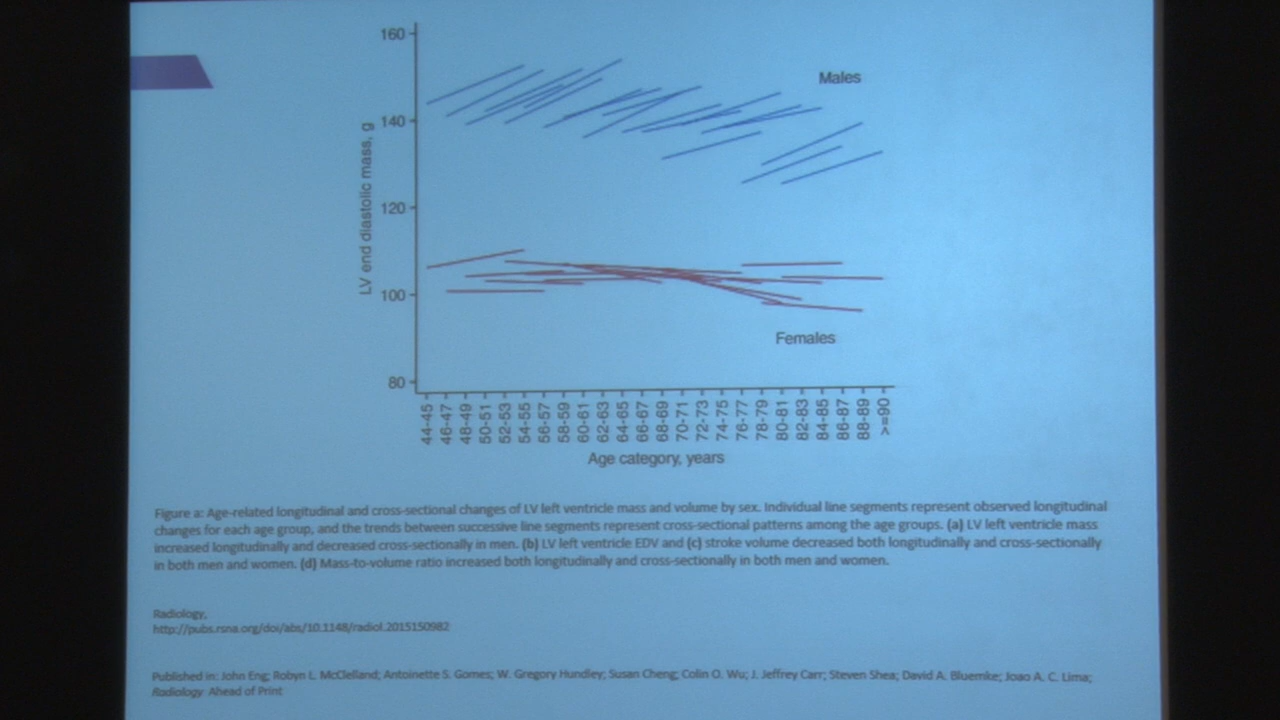 160
140
120
100
80
LV end diastolic mass, g
Males
Females
44-45
46-47
48-49
50-51
52-53
54-55
56-57
58-59
60-61
62-63
64-65
66-67
68-69
70-71
72-73
74-75
76-77
78-79
80-81
82-83
84-85
86-87
88-89
>=90
Age category, years
Figure a: Age-related longitudinal and cross-sectional changes of LV left ventricle mass and volume by sex. Individual line segments represent observed longitudinal
changes for each age group, and the trends between successive line segments represent cross-sectional patterns among the age groups. (a) LV left ventricle mass
increased longitudinally and decreased cross-sectionally in men. (b) LV left ventricle EDV and (c) stroke volume decreased both longitudinally and cross-sectionally
in both men and women. (d) Mass-to-volume ratio increased both longitudinally and cross-sectionally in both men and women.
Radiology,
http://pubs.rsna.org/doi/abs/10.1148/radiol.2015150982
Published in: John Eng; Robyn L. McClelland; Antoinette S. Gomes; W. Gregory Hundley; Susan Cheng; Colin O. Wu; J. Jeffrey Carr; Steven Shea; David A. Bluemke; Joao A. C. Lima;
Radiology Ahead of Print